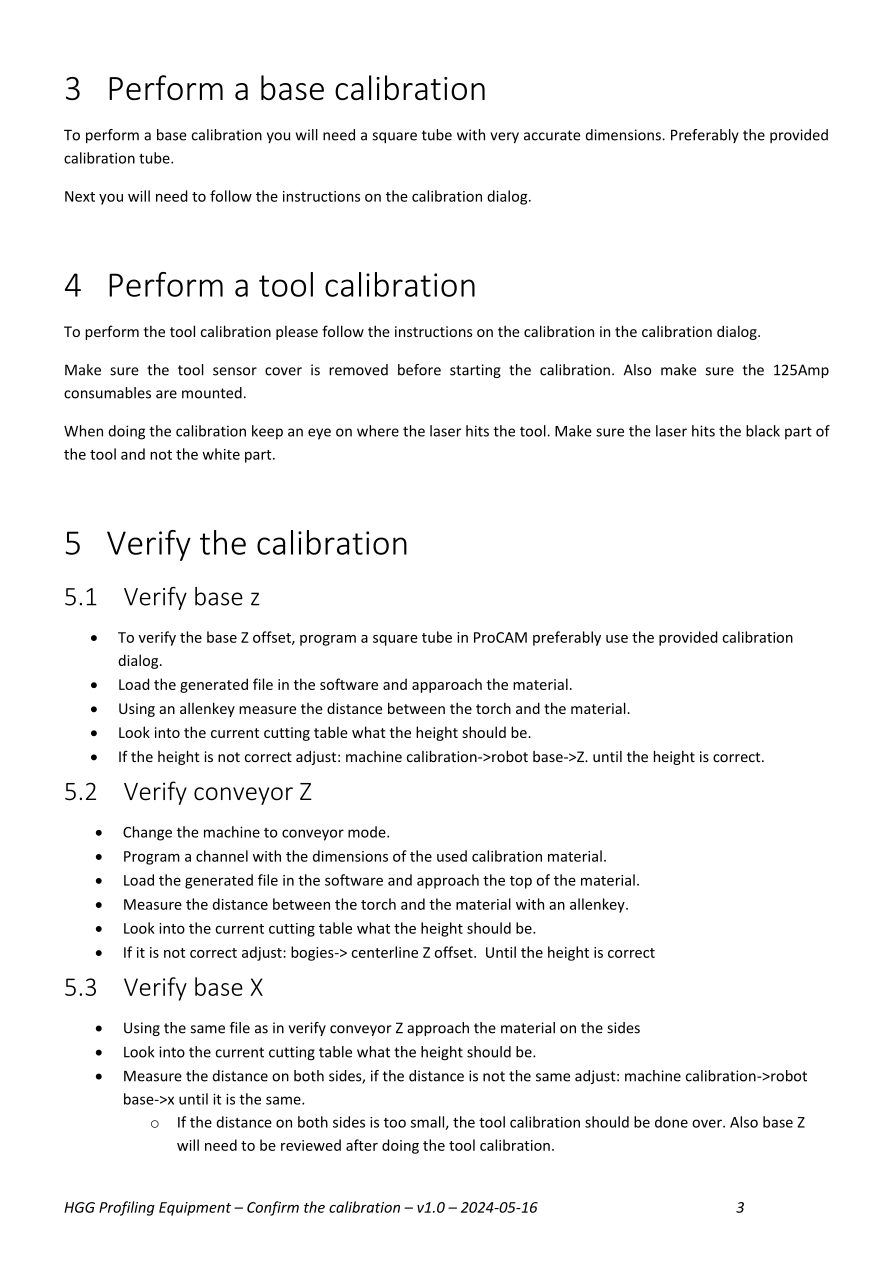 3 Perform a base calibration
To perform a base calibration you will need a square tube with very accurate dimensions. Preferably the provided
calibration tube.
Next you will need to follow the instructions on the calibration dialog.
4 Perform a tool calibration
To perform the tool calibration please follow the instructions on the calibration in the calibration dialog.
Make sure the tool sensor cover is removed before starting the calibration. Also make sure the 125Amp
consumables are mounted.
When doing the calibration keep an eye on where the laser hits the tool. Make sure the laser hits the black part of
the tool and not the white part.
5 Verify the calibration
5.1 Verify base z
• To verify the base Z offset, program a square tube in ProCAM preferably use the provided calibration
dialog.
• Load the generated file in the software and apparoach the material.
• Using an allenkey measure the distance between the torch and the material.
• Look into the current cutting table what the height should be.
• If the height is not correct adjust: machine calibration->robot base->Z. until the height is correct.
5.2 Verify conveyor Z
• Change the machine to conveyor mode.
• Program a channel with the dimensions of the used calibration material.
• Load the generated file in the software and approach the top of the material.
• Measure the distance between the torch and the material with an allenkey.
• Look into the current cutting table what the height should be.
• If it is not correct adjust: bogies-> centerline Z offset.  Until the height is correct
5.3 Verify base X
• Using the same file as in verify conveyor Z approach the material on the sides
• Look into the current cutting table what the height should be.
• Measure the distance on both sides, if the distance is not the same adjust: machine calibration->robot
base->x until it is the same.
o If the distance on both sides is too small, the tool calibration should be done over. Also base Z
will need to be reviewed after doing the tool calibration.
HGG Profiling Equipment – Confirm the calibration – v1.0 – 2024-05-16 3